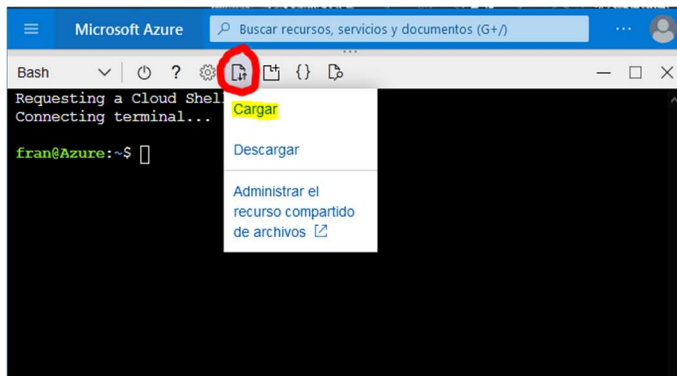 Microsoft Azure
Buscar recursos, servicios y documentos (G+/)
Bash
?
{}
Requesting a Cloud Shel
Connecting terminal...
fran@Azure:~$
Cargar
Descargar
Administrar el
recurso compartido
de archivos